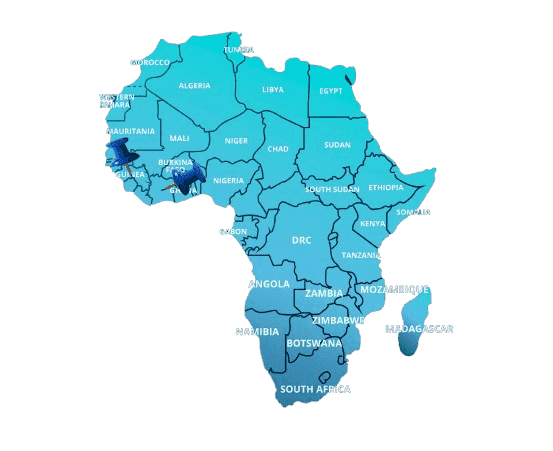 TUNISIA
MOROCCO
ALGERIA
LIBYA
EGYPT
WESTERN
SAHARA
MAURITANIA
MALI
NIGER
CHAD
SUDAN
BURKINA
FASO
GUINEA
GHANA
NIGERIA
SOUTH SUDAN
ETHIOPIA
SOMALIA
GABON
DRC
KENYA
TANZANIA
ANGOLA
ZAMBIA
MOZAMBIQUE
ZIMBABWE
NAMIBIA
BOTSWANA
MADAGASCAR
SOUTH AFRICA